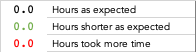 0.0 Hours as expected
0.0 Hours shorter as expected
0.0 Hours took more time